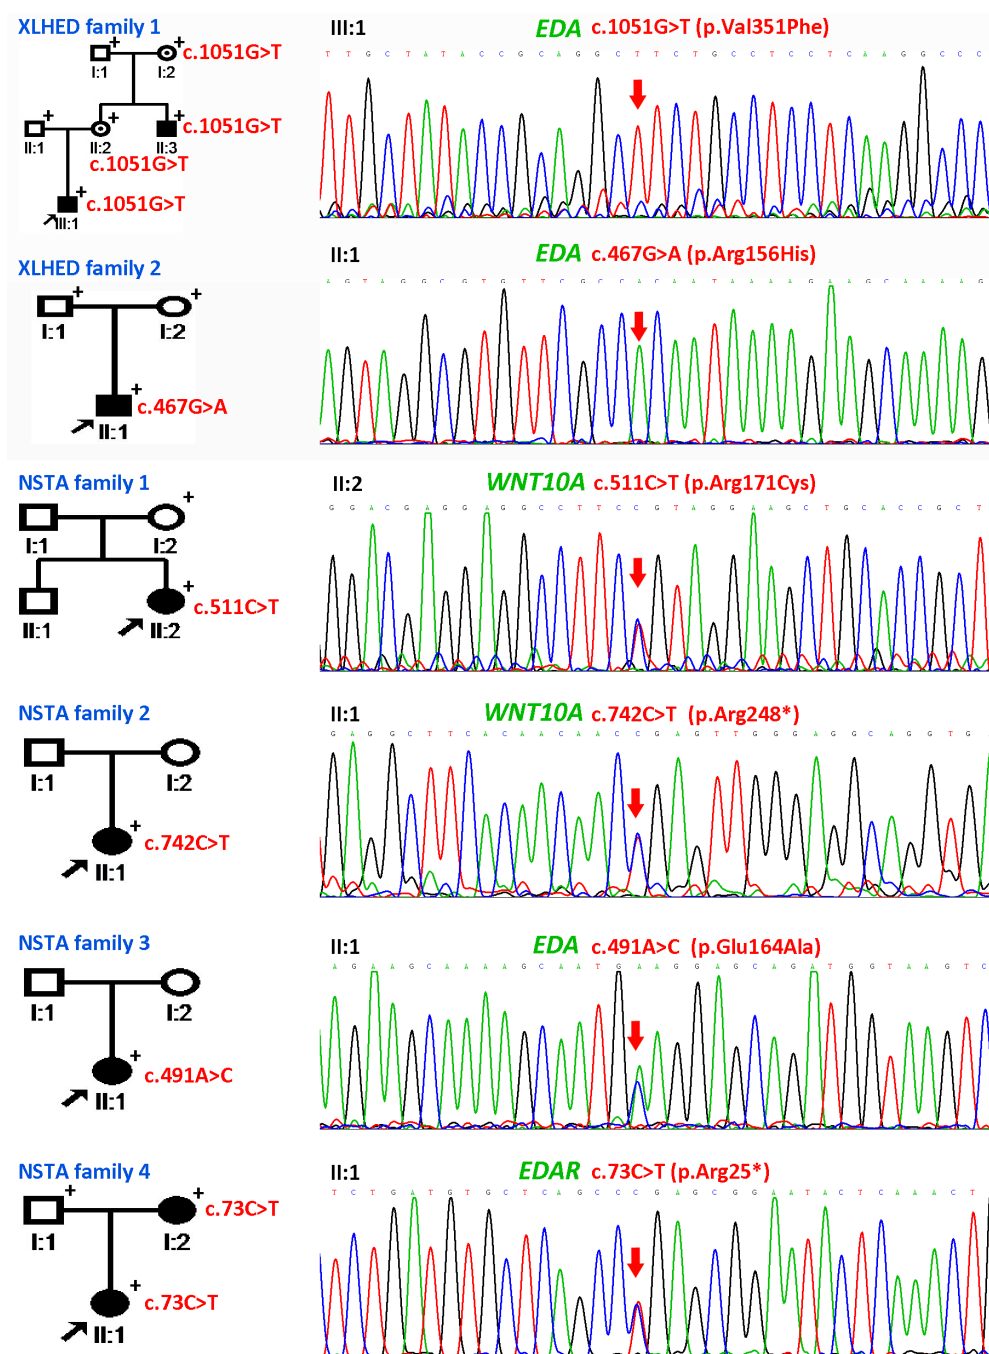 XLHED family 1
+
+
I:1
I:2
c.1051G>T
+
+
+
II:1
II:2
II:3
c.1051G>T
c.1051G>T
+
III:1
c.1051G>T
III:1
EDA c.1051G>T (p.Val351Phe)
T T G C T A T A C C G C A G G C T T C T G C C T C C T C A A G G C C C
XLHED family 2
+
+
I:1
I:2
+
II:1
c.467G>A
II:1
EDA c.467G>A (p.Arg156His)
A G T A G G C G T G T T C G C C A C A A T A A A A G A A G C A A A A G
NSTA family 1
+
I:1
I:2
+
II:1
II:2
c.511C>T
II:2
WNT10A c.511C>T (p.Arg171Cys)
G G A C G A G G A G G C C T T C C G T A G G A A G C T G C A C C G C T
NSTA family 2
I:1
I:2
+
II:1
c.742C>T
II:1
WNT10A c.742C>T (p.Arg248*)
G A G G C T T C A C A A C A A C C G A G T T G G G A G G C A G G T G
NSTA family 3
I:1
I:2
+
II:1
c.491A>C
II:1
EDA c.491A>C (p.Glu164Ala)
A G A A G C A A A A G C A A T G A A G G A G C A G A T G G T A A G T C
NSTA family 4
+
+
I:1
I:2
c.73C>T
+
II:1
c.73C>T
II:1
EDAR c.73C>T (p.Arg25*)
T C T G A T G T G C T C A G C C C G A G C G G A A T A C T C A A A C T